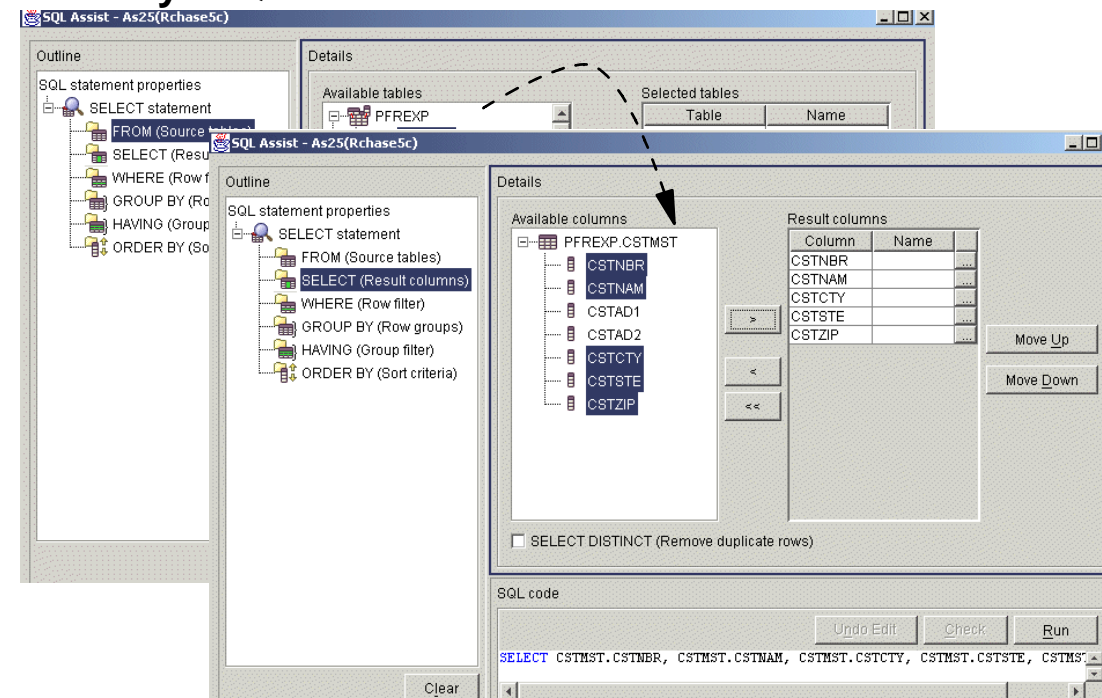 SQL Assist - As25(Rchase5c)
Outline
SQL statement properties
SELECT statement
FROM (Source
SELECT (Resu
WHERE (Row f
GROUP BY (Ro
HAVING (Group
ORDER BY (So
Details
Available tables
PFREXP
Selected tables
Table Name
SQL Assist - As25(Rchase5c)
Outline
SQL statement properties
SELECT statement
FROM (Source tables)
SELECT (Result columns)
WHERE (Row filter)
GROUP BY (Row groups)
HAVING (Group filter)
ORDER BY (Sort criteria)
Clear
Details
Available columns
PFREXP.CSTMST
CSTNBR
CSTNAM
CSTAD1
CSTAD2
CSTCTY
CSTSTE
CSTZIP
>
<
<<
Result columns
Column Name
CSTNBR ...
CSTNAM ...
CSTCTY ...
CSTSTE ...
CSTZIP ...
Move Up
Move Down
SELECT DISTINCT (Remove duplicate rows)
SQL code
Undo Edit Check Run
SELECT CSTMST.CSTNBR, CSTMST.CSTNAM, CSTMST.CSTCTY, CSTMST.CSTSTE, CSTMS